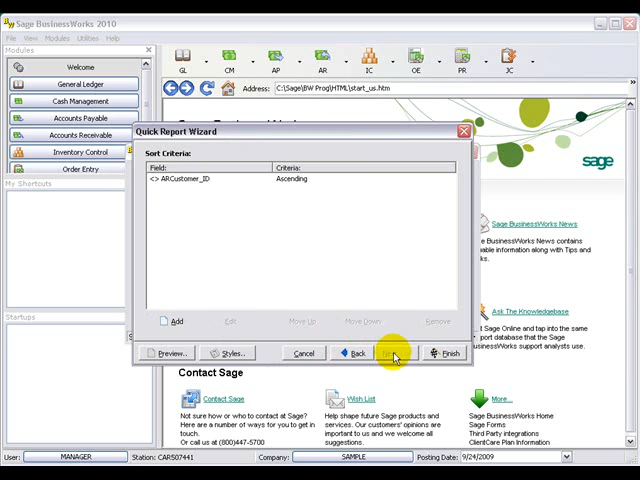 Sage BusinessWorks 2010
File View Modules Utilities Help
Modules
Welcome
General Ledger
Cash Management
Accounts Payable
Accounts Receivable
Inventory Control
Order Entry
My Shortcuts
Startups
GL CM AP AR IC OE PR JC
Address: C:\Sage\BW Prog\HTML\start_us.htm
sage
Quick Report Wizard
Sort Criteria:
Field: Criteria:
<> ARCustomer_ID Ascending
Add Edit Move Up Move Down Remove
Preview.. Styles.. Cancel Back Finish
Sage BusinessWorks News
BusinessWorks News contains
uable information along with Tips and
ks.
Ask The Knowledgebase
t Sage Online and tap into the same
port database the
BusinessWorks support analysts use.
Contact Sage
Contact Sage
Not sure how or who to contact at Sage?
Here are a number of ways for you to get in
touch.
Or call us at (800)447-5700
Wish List
Help shape future Sage products and
services. Our customers' opinions are
important to us and we welcome all
suggestions.
More...
Sage BusinessWorks Home
Sage Forms
Third Party integrations
ClientCare Plan Information
User: MANAGER Station: CAR507441 Company: SAMPLE Posting Date: 9/24/2009